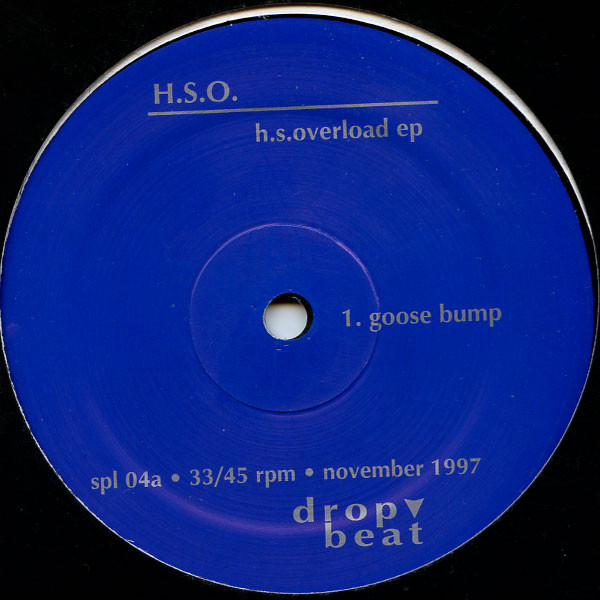 H.S.O.
h.s.overload ep
1. goose bump
spl 04a • 33/45 rpm • november 1997
drop▼
beat